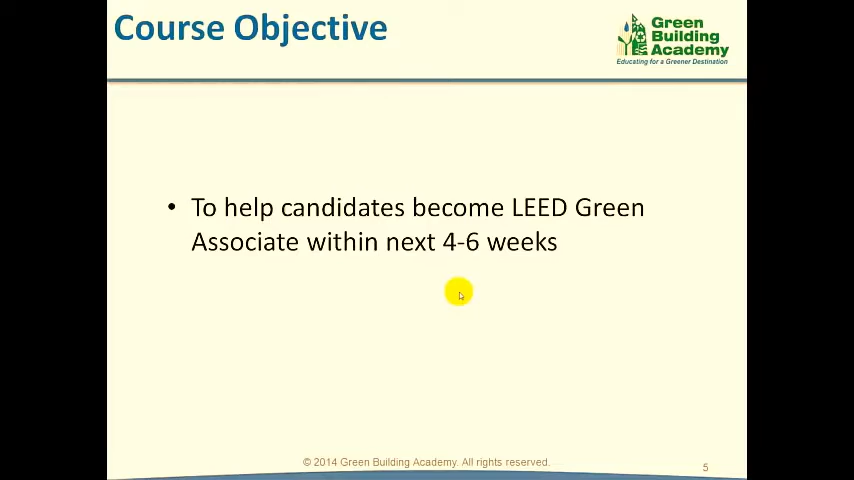 Course Objective
Green
Building
Academy
Educating for a Greener Destination
• To help candidates become LEED Green
Associate within next 4-6 weeks
© 2014 Green Building Academy. All rights reserved.
5